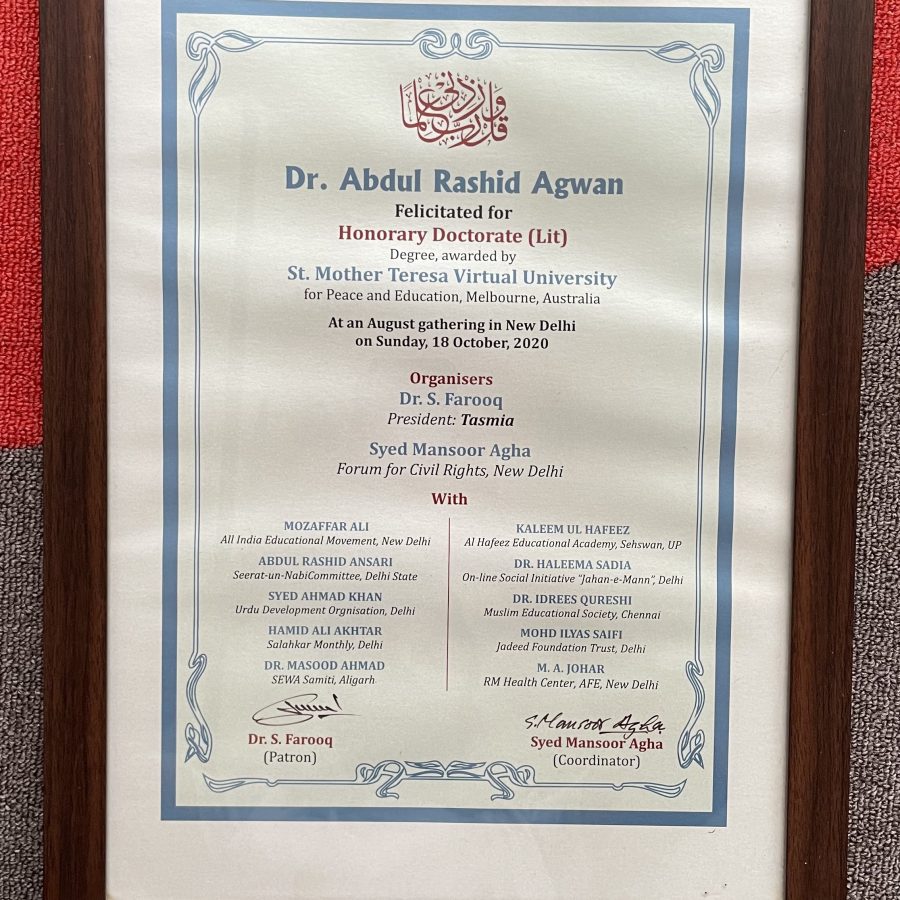 وقل رب زدني علما
Dr. Abdul Rashid Agwan
Felicitated for
Honorary Doctorate (Lit)
Degree, awarded by
St. Mother Teresa Virtual University
for Peace and Education, Melbourne, Australia
At an August gathering in New Delhi
on Sunday, 18 October, 2020
Organisers
Dr. S. Farooq
President: Tasmia
Syed Mansoor Agha
Forum for Civil Rights, New Delhi
With
MOZAFFAR ALI
All India Educational Movement, New Delhi
ABDUL RASHID ANSARI
Seerat-un-NabiCommittee, Delhi State
SYED AHMAD KHAN
Urdu Development Orgnisation, Delhi
HAMID ALI AKHTAR
Salahkar Monthly, Delhi
DR. MASOOD AHMAD
SEWA Samiti, Aligarh
KALEEM UL HAFEEZ
Al Hafeez Educational Academy, Sehswan, UP
DR. HALEEMA SADIA
On-line Social Initiative "Jahan-e-Mann", Delhi
DR. IDREES QURESHI
Muslim Educational Society, Chennai
MOHD ILYAS SAIFI
Jadeed Foundation Trust, Delhi
M. A. JOHAR
RM Health Center, AFE, New Delhi
Dr. S. Farooq
(Patron)
S. Mansoor Agha
Syed Mansoor Agha
(Coordinator)